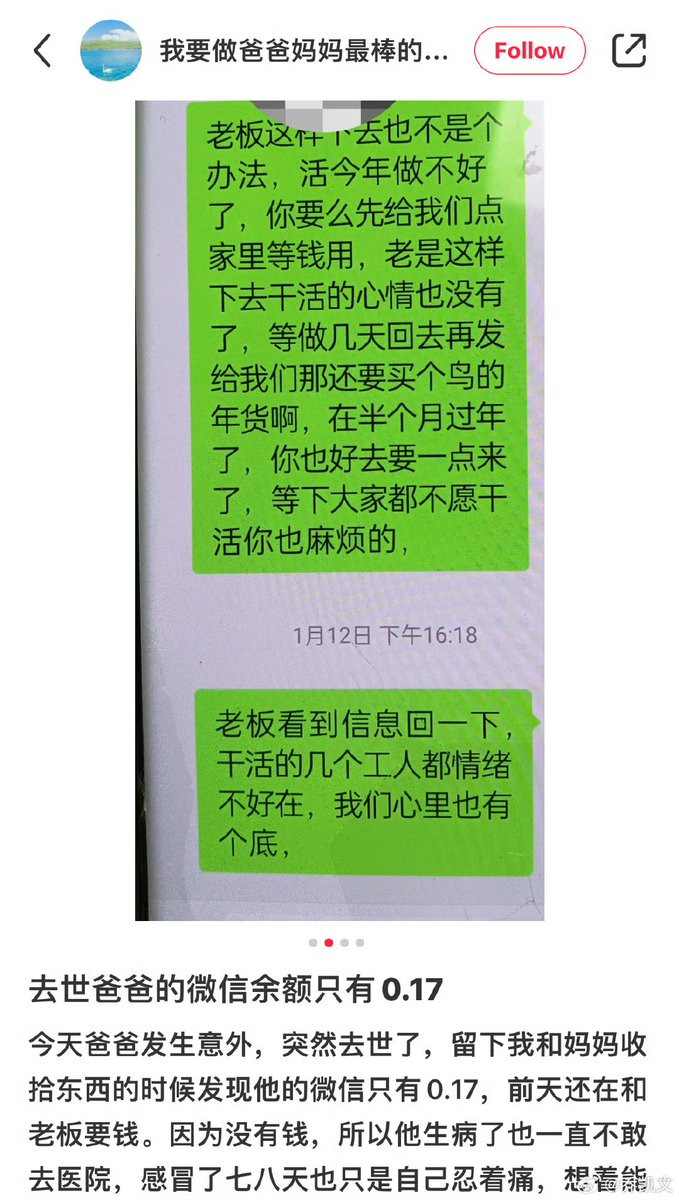 我要做爸爸妈妈最棒的...
Follow
老板这样下去也不是个
办法，活今年做不好
了，你要么先给我们点
家里等钱用，老是这样
下去干活的心情也没有
了，等做几天回去再发
给我们那还要买个鸟的
年货啊，在半个月过年
了，你也好去要一点来
了，等下大家都不愿干
活你也麻烦的，
1月12日 下午16:18
老板看到信息回一下，
干活的几个工人都情绪
不好在，我们心里也有
个底，
去世爸爸的微信余额只有0.17
今天爸爸发生意外，突然去世了，留下我和妈妈收
拾东西的时候发现他的微信只有0.17，前天还在和
老板要钱。因为没有钱，所以他生病了也一直不敢
去医院，感冒了七八天也只是自己忍着痛，想着能